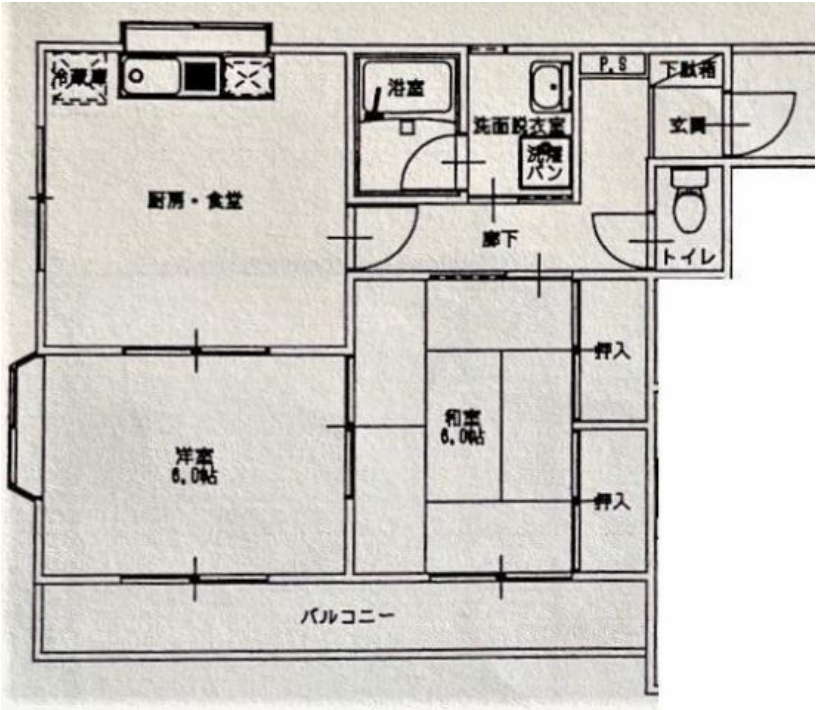 冷蔵庫
浴室
洗面脱衣室
洗濯
パン
P.S
下駄箱
玄関
厨房・食堂
廊下
トイレ
押入
和室
6.0帖
洋室
6.0帖
押入
バルコニー